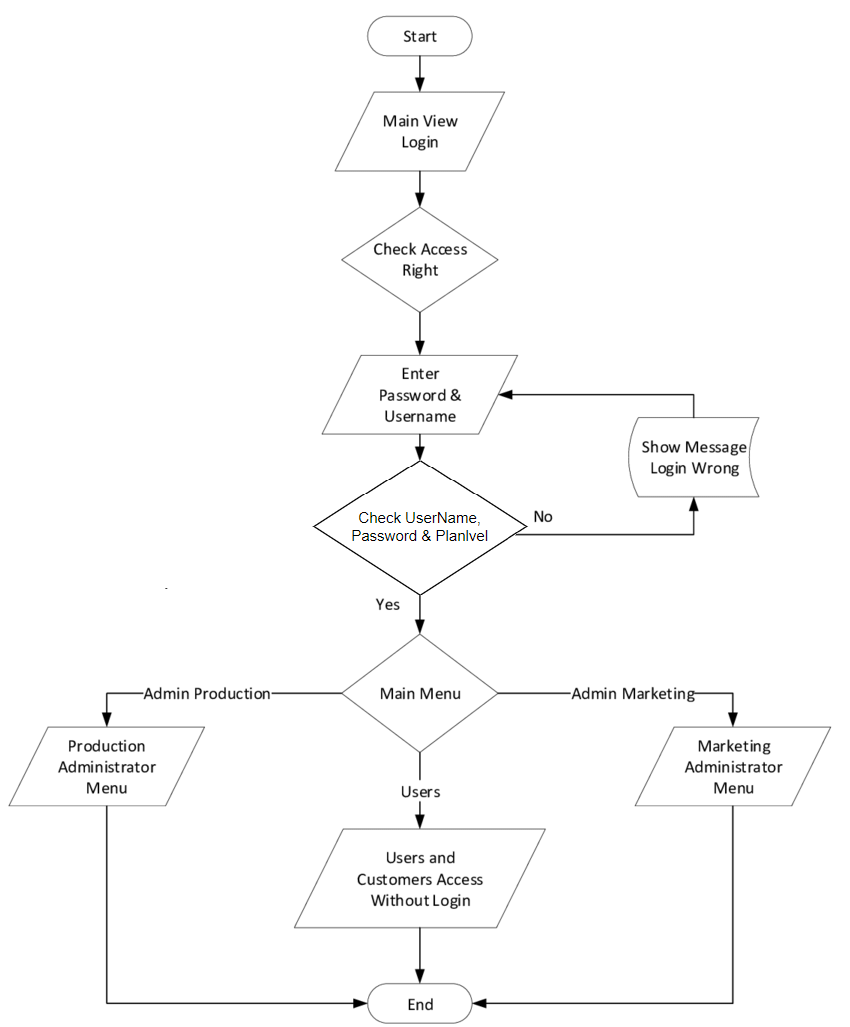 Start
Main View
Login
Check Access
Right
Enter
Password &
Username
Show Message
Login Wrong
Check UserName,
Password & Planlvel
No
Yes
Main Menu
Admin Production
Admin Marketing
Production
Administrator
Menu
Marketing
Administrator
Menu
Users
Users and
Customers Access
Without Login
End